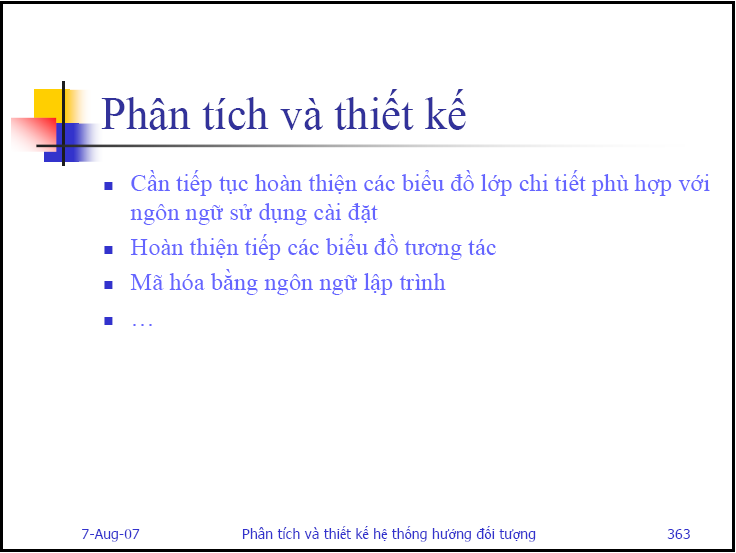 Phân tích và thiết kế
Cần tiếp tục hoàn thiện các biểu đồ lớp chi tiết phù hợp với
ngôn ngữ sử dụng cài đặt
Hoàn thiện tiếp các biểu đồ tương tác
Mã hóa bằng ngôn ngữ lập trình
…
7-Aug-07 Phân tích và thiết kế hệ thống hướng đối tượng 363